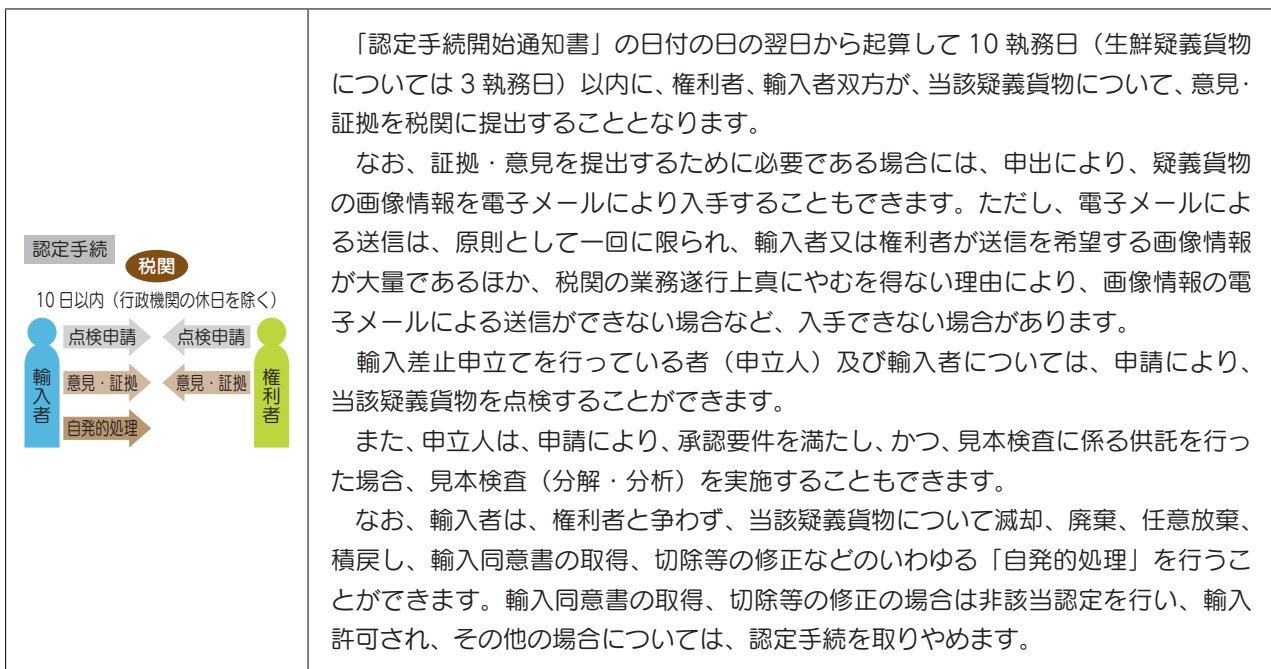 認定手続
税関
10日以内（行政機関の休日を除く）
点検申請
点検申請
輸入者
意見・証拠
意見・証拠
権利者
自発的処理
「認定手続開始通知書」の日付の日の翌日から起算して10執務日（生鮮疑義貨物
については3執務日）以内に、権利者、輸入者双方が、当該疑義貨物について、意見・
証拠を税関に提出することとなります。
なお、証拠・意見を提出するために必要である場合には、申出により、疑義貨物
の画像情報を電子メールにより入手することもできます。ただし、電子メールによ
る送信は、原則として一回に限られ、輸入者又は権利者が送信を希望する画像情報
が大量であるほか、税関の業務遂行上真にやむを得ない理由により、画像情報の電
子メールによる送信ができない場合など、入手できない場合があります。
輸入差止申立てを行っている者（申立人）及び輸入者については、申請により、
当該疑義貨物を点検することができます。
また、申立人は、申請により、承認要件を満たし、かつ、見本検査に係る供託を行っ
た場合、見本検査（分解・分析）を実施することもできます。
なお、輸入者は、権利者と争わず、当該疑義貨物について滅却、廃棄、任意放棄、
積戻し、輸入同意書の取得、切除等の修正などのいわゆる「自発的処理」を行うこ
とができます。輸入同意書の取得、切除等の修正の場合は非該当認定を行い、輸入
許可され、その他の場合については、認定手続を取りやめます。